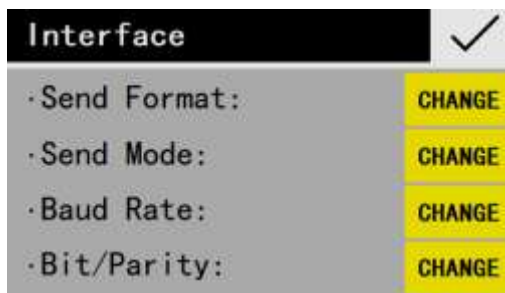 Interface
·Send Format: CHANGE
·Send Mode: CHANGE
·Baud Rate: CHANGE
·Bit/Parity: CHANGE